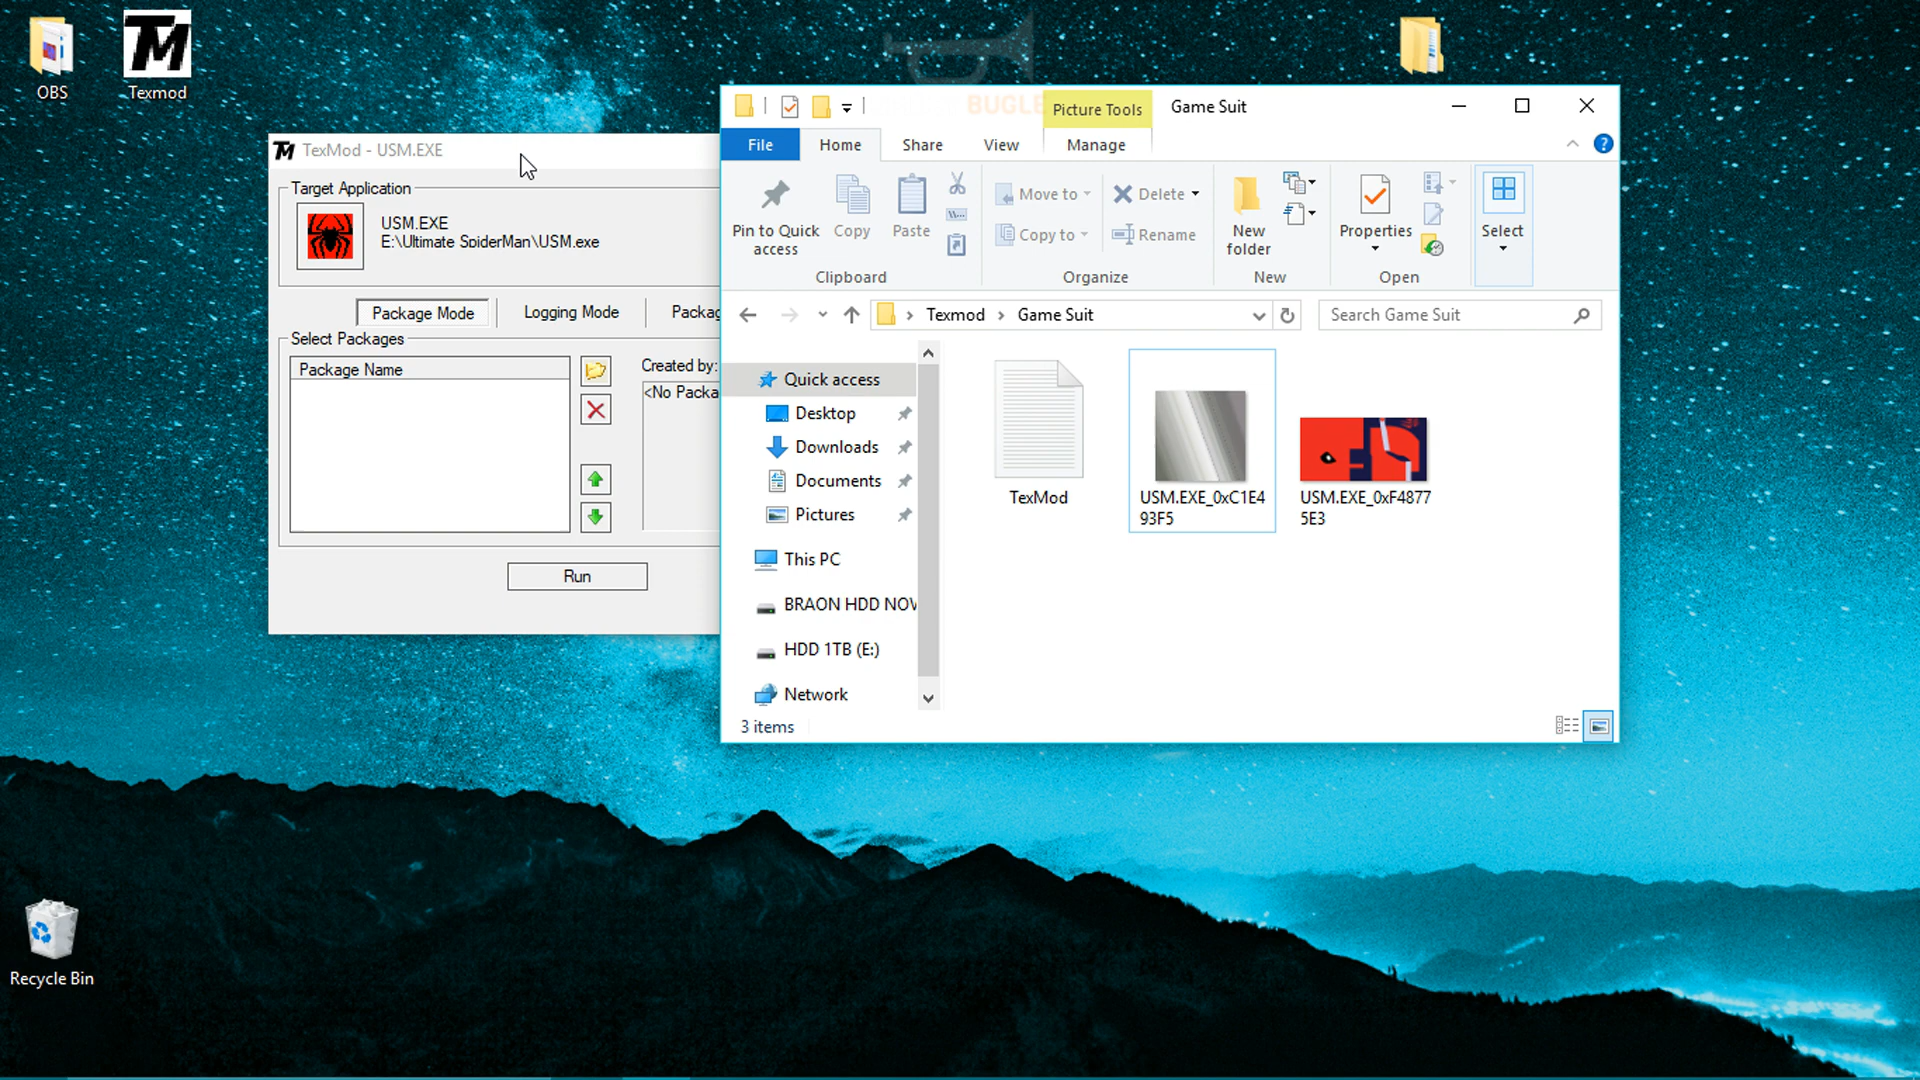 OBS
TM
Texmod
TM TexMod - USM.EXE
Target Application
USM.EXE
E:\Ultimate SpiderMan\USM.exe
Package Mode
Logging Mode
Select Packages
Package Name
Created by:
<No Packa
Run
BUGLE
Picture Tools
Game Suit
File
Home
Share
View
Manage
?
Pin to Quick
access
Copy
Paste
Move to
Copy to
Delete
Rename
New
folder
Properties
Select
Clipboard
Organize
New
Open
Texmod
Game Suit
Search Game Suit
Quick access
Desktop
Downloads
Documents
Pictures
This PC
BRAON HDD NOV
HDD 1TB (E:)
Network
TexMod
USM.EXE_0xC1E4
93F5
USM.EXE_0xF4877
5E3
3 items
Recycle Bin